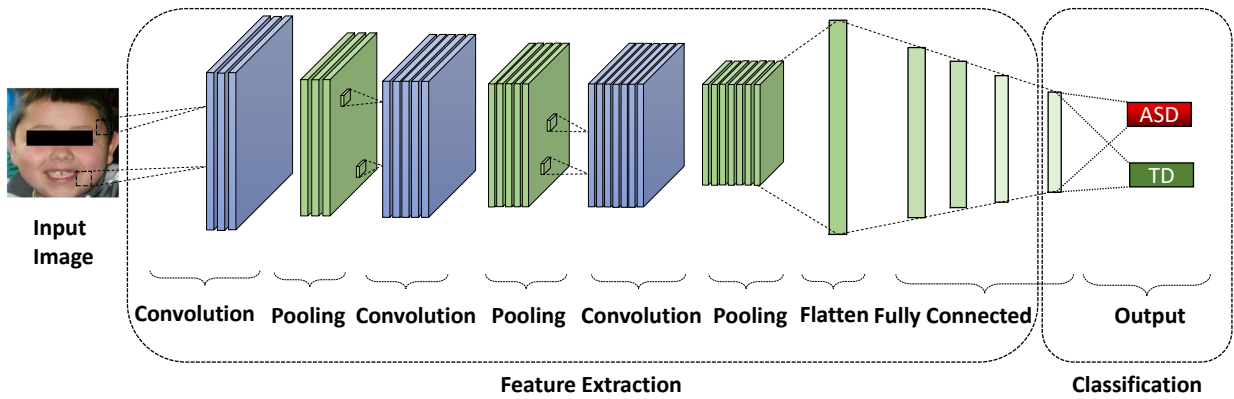 Input
Image
Convolution
Pooling
Convolution
Pooling
Convolution
Pooling
Flatten
Fully Connected
Output
ASD
TD
Feature Extraction
Classification